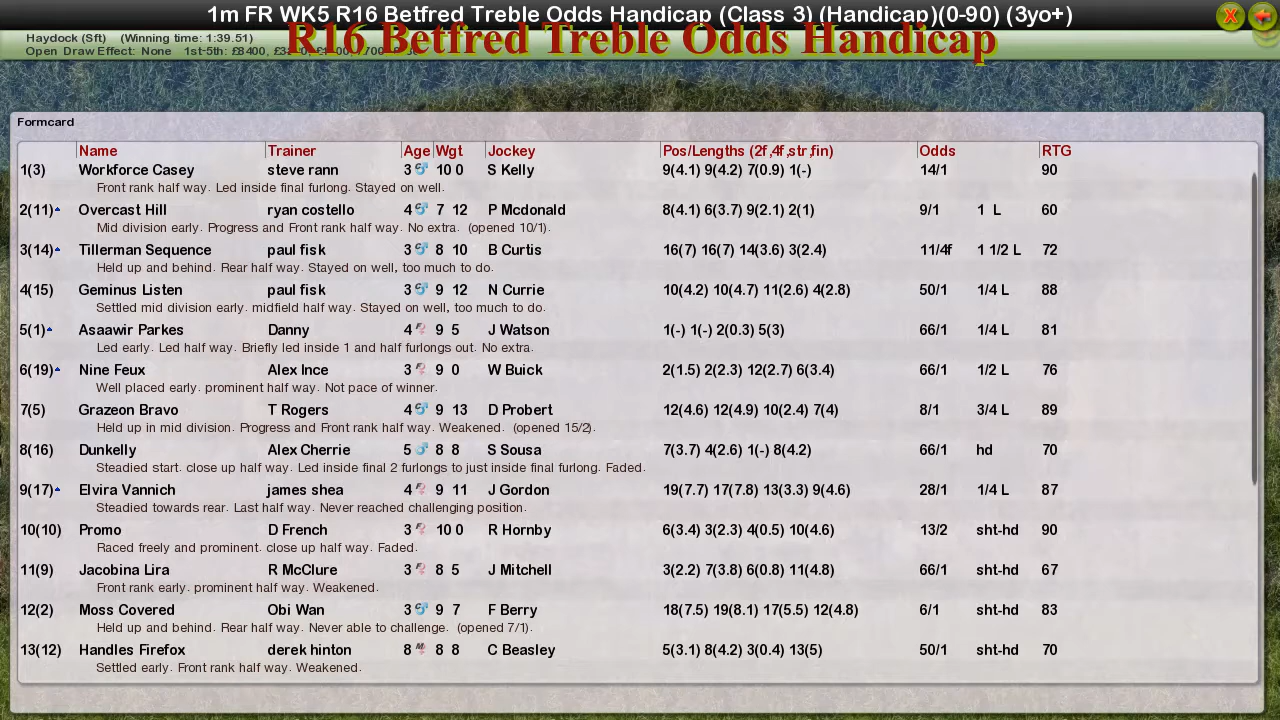 1m FR WK5 R16 Betfred Treble Odds Handicap (Class 3) (Handicap)(0-90) (3yo+)
R16 Betfred Treble Odds Handicap
Haydock (Sft) (Winning time: 1:39.51)
Open Draw Effect: None 1st-5th: £8400,
Formcard
Name Trainer Age Wgt Jockey Pos/Lengths (2f,4f,str,fin) Odds RTG
1(3) Workforce Casey steve rann 3 10 0 S Kelly 9(4.1) 9(4.2) 7(0.9) 1(-) 14/1 90
Front rank half way. Led inside final furlong. Stayed on well.
2(11) Overcast Hill ryan costello 4 7 12 P Mcdonald 8(4.1) 6(3.7) 9(2.1) 2(1) 9/1 1 L 60
Mid division early. Progress and Front rank half way. No extra. (opened 10/1).
3(14) Tillerman Sequence paul fisk 3 8 10 B Curtis 16(7) 16(7) 14(3.6) 3(2.4) 11/4f 1 1/2 L 72
Held up and behind. Rear half way. Stayed on well, too much to do.
4(15) Geminus Listen paul fisk 3 9 12 N Currie 10(4.2) 10(4.7) 11(2.6) 4(2.8) 50/1 1/4 L 88
Settled mid division early. midfield half way. Stayed on well, too much to do.
5(1) Asaawir Parkes Danny 4 9 5 J Watson 1(-) 1(-) 2(0.3) 5(3) 66/1 1/4 L 81
Led early. Led half way. Briefly led inside 1 and half furlongs out. No extra.
6(19) Nine Feux Alex Ince 3 9 0 W Buick 2(1.5) 2(2.3) 12(2.7) 6(3.4) 66/1 1/2 L 76
Well placed early. prominent half way. Not pace of winner.
7(5) Grazeon Bravo T Rogers 4 9 13 D Probert 12(4.6) 12(4.9) 10(2.4) 7(4) 8/1 3/4 L 89
Held up in mid division. Progress and Front rank half way. Weakened. (opened 15/2).
8(16) Dunkelly Alex Cherrie 5 8 8 S Sousa 7(3.7) 4(2.6) 1(-) 8(4.2) 66/1 hd 70
Steadied start. close up half way. Led inside final 2 furlongs to just inside final furlong. Faded.
9(17) Elvira Vannich james shea 4 9 11 J Gordon 19(7.7) 17(7.8) 13(3.3) 9(4.6) 28/1 1/4 L 87
Steadied towards rear. Last half way. Never reached challenging position.
10(10) Promo D French 3 10 0 R Hornby 6(3.4) 3(2.3) 4(0.5) 10(4.6) 13/2 sht-hd 90
Raced freely and prominent. close up half way. Faded.
11(9) Jacobina Lira R McClure 3 8 5 J Mitchell 3(2.2) 7(3.8) 6(0.8) 11(4.8) 66/1 sht-hd 67
Front rank early. prominent half way. Weakened.
12(2) Moss Covered Obi Wan 3 9 7 F Berry 18(7.5) 19(8.1) 17(5.5) 12(4.8) 6/1 sht-hd 83
Held up and behind. Rear half way. Never able to challenge. (opened 7/1).
13(12) Handles Firefox derek hinton 8 8 8 C Beasley 5(3.1) 8(4.2) 3(0.4) 13(5) 50/1 sht-hd 70
Settled early. Front rank half way. Weakened.